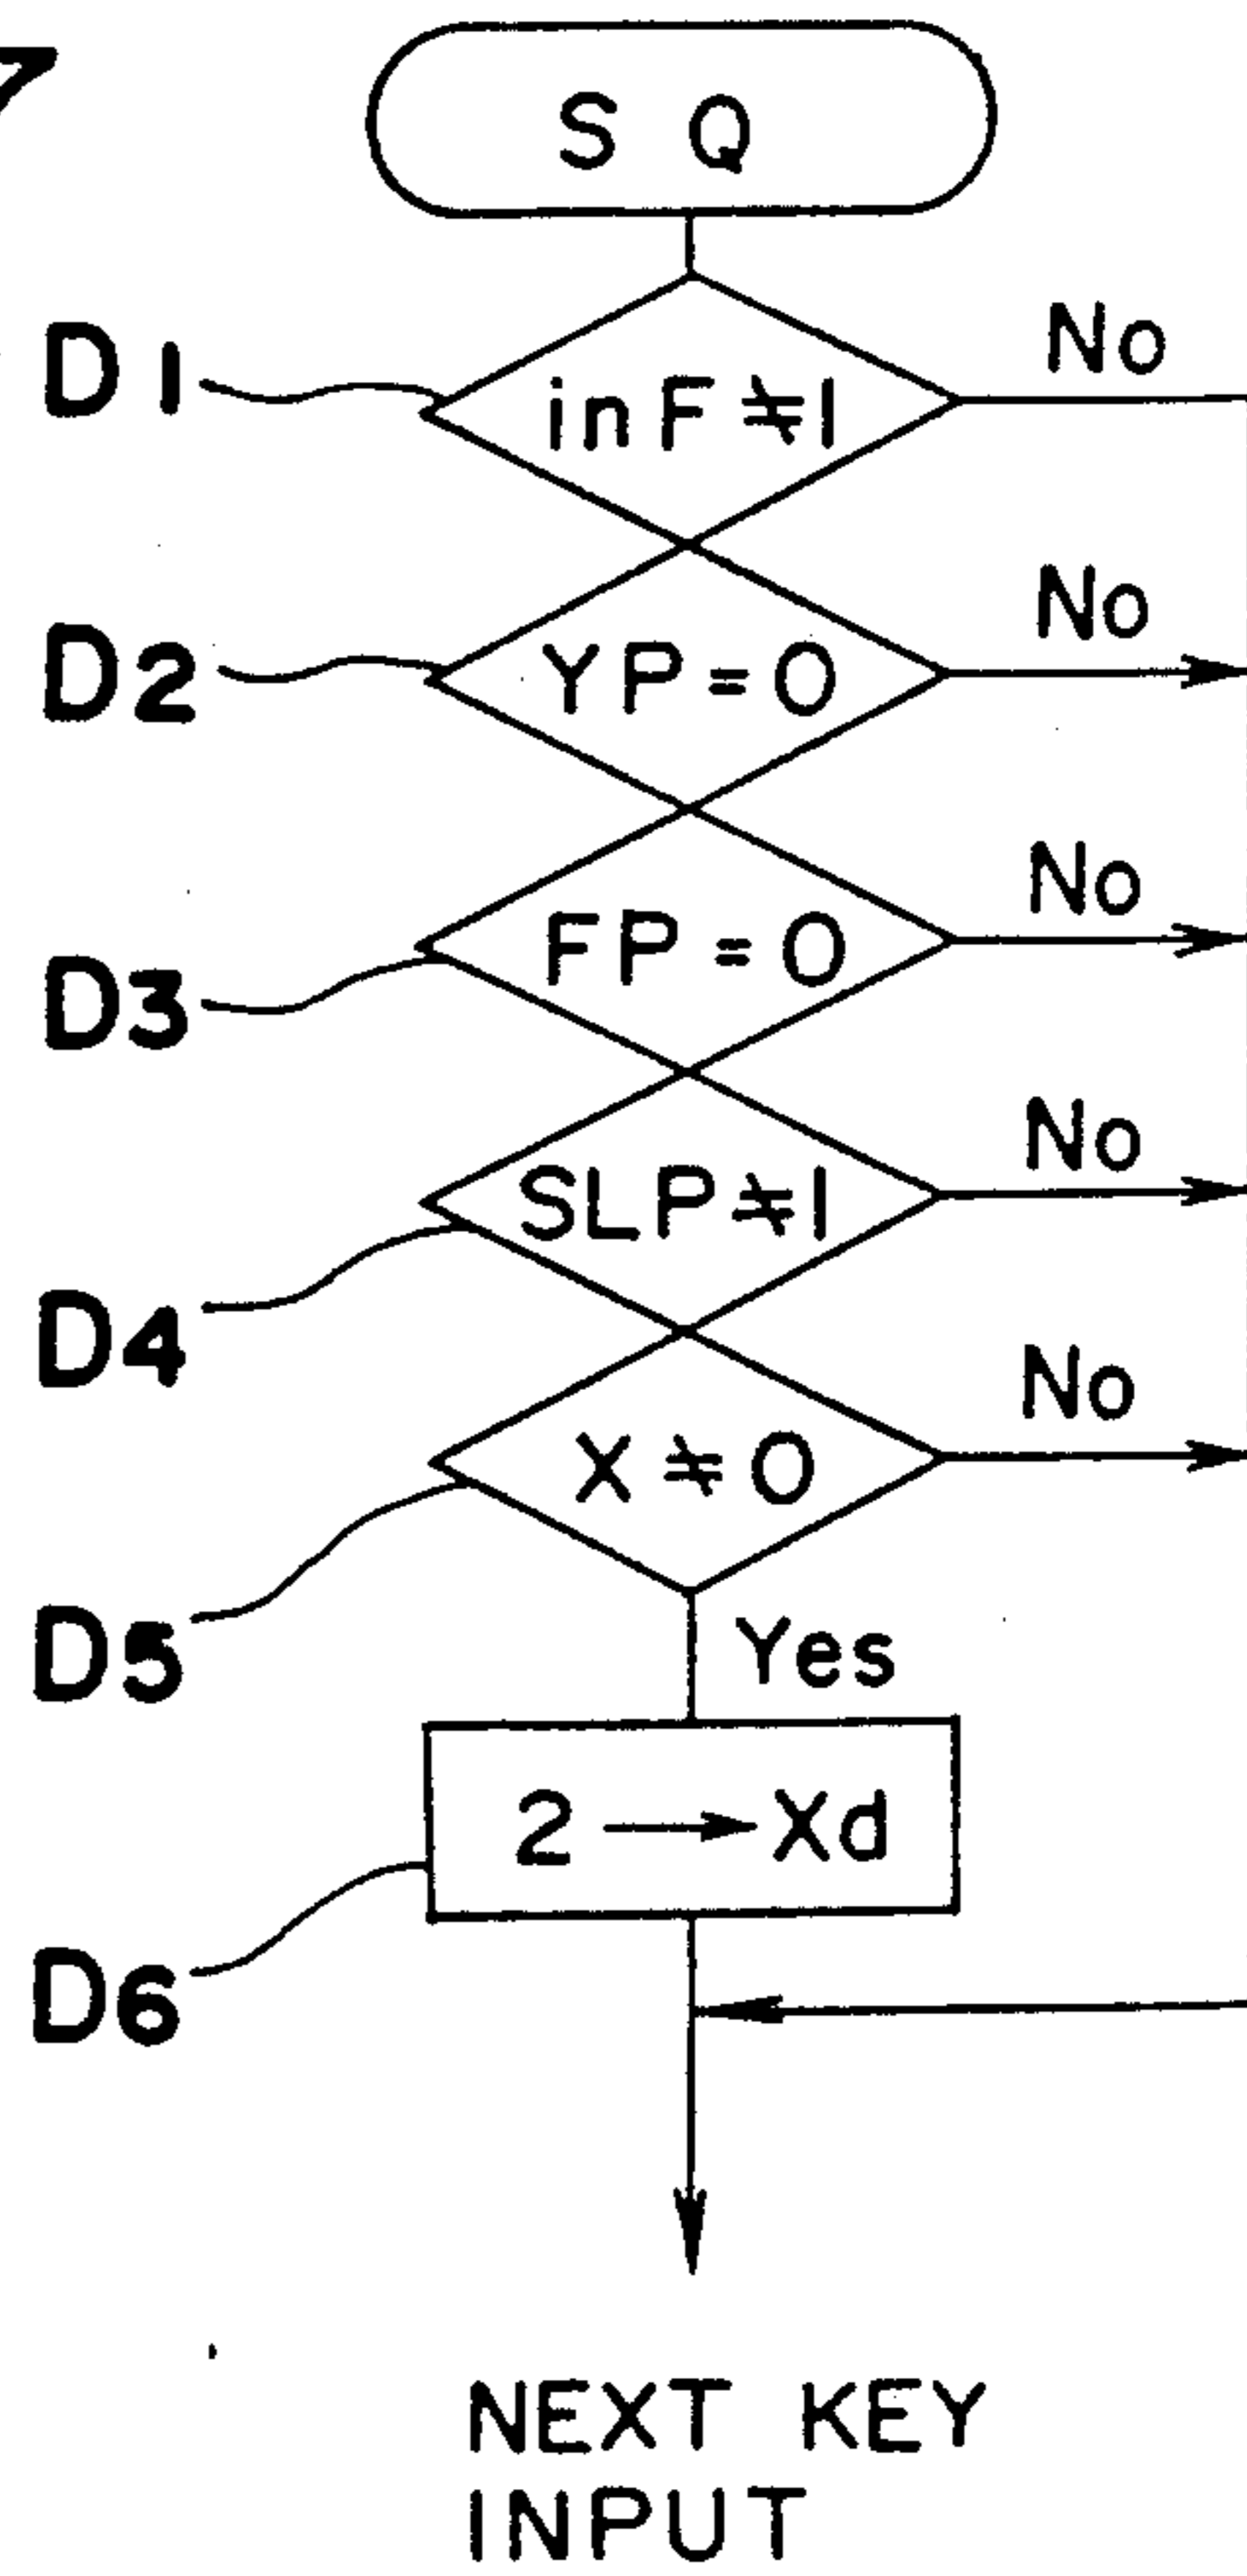 7
S Q
No
D1
inF≠1
No
D2
YP=0
No
D3
FP=0
No
D4
SLP≠1
No
D5
X≠0
Yes
2→Xd
D6
NEXT KEY
INPUT